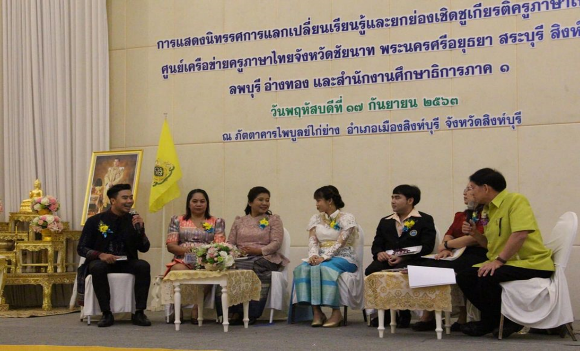 การแสดงนิทรรศการแลกเปลี่ยนเรียนรู้และยกย่องเชิดชูเกียรติครูภาษาไ
ศูนย์เครือข่ายครูภาษาไทยจังหวัดชัยนาท พระนครศรีอยุธยา สระบุรี สิงห์
ลพบุรี อ่างทอง และสำนักงานศึกษาธิการภาค ๑
วันพฤหัสบดีที่ ๑๗ กันยายน ๒๕๖๓
ณ ภัตตาคารไพบูลย์ไก่ย่าง อำเภอเมืองสิงห์บุรี จังหวัดสิงห์บุรี